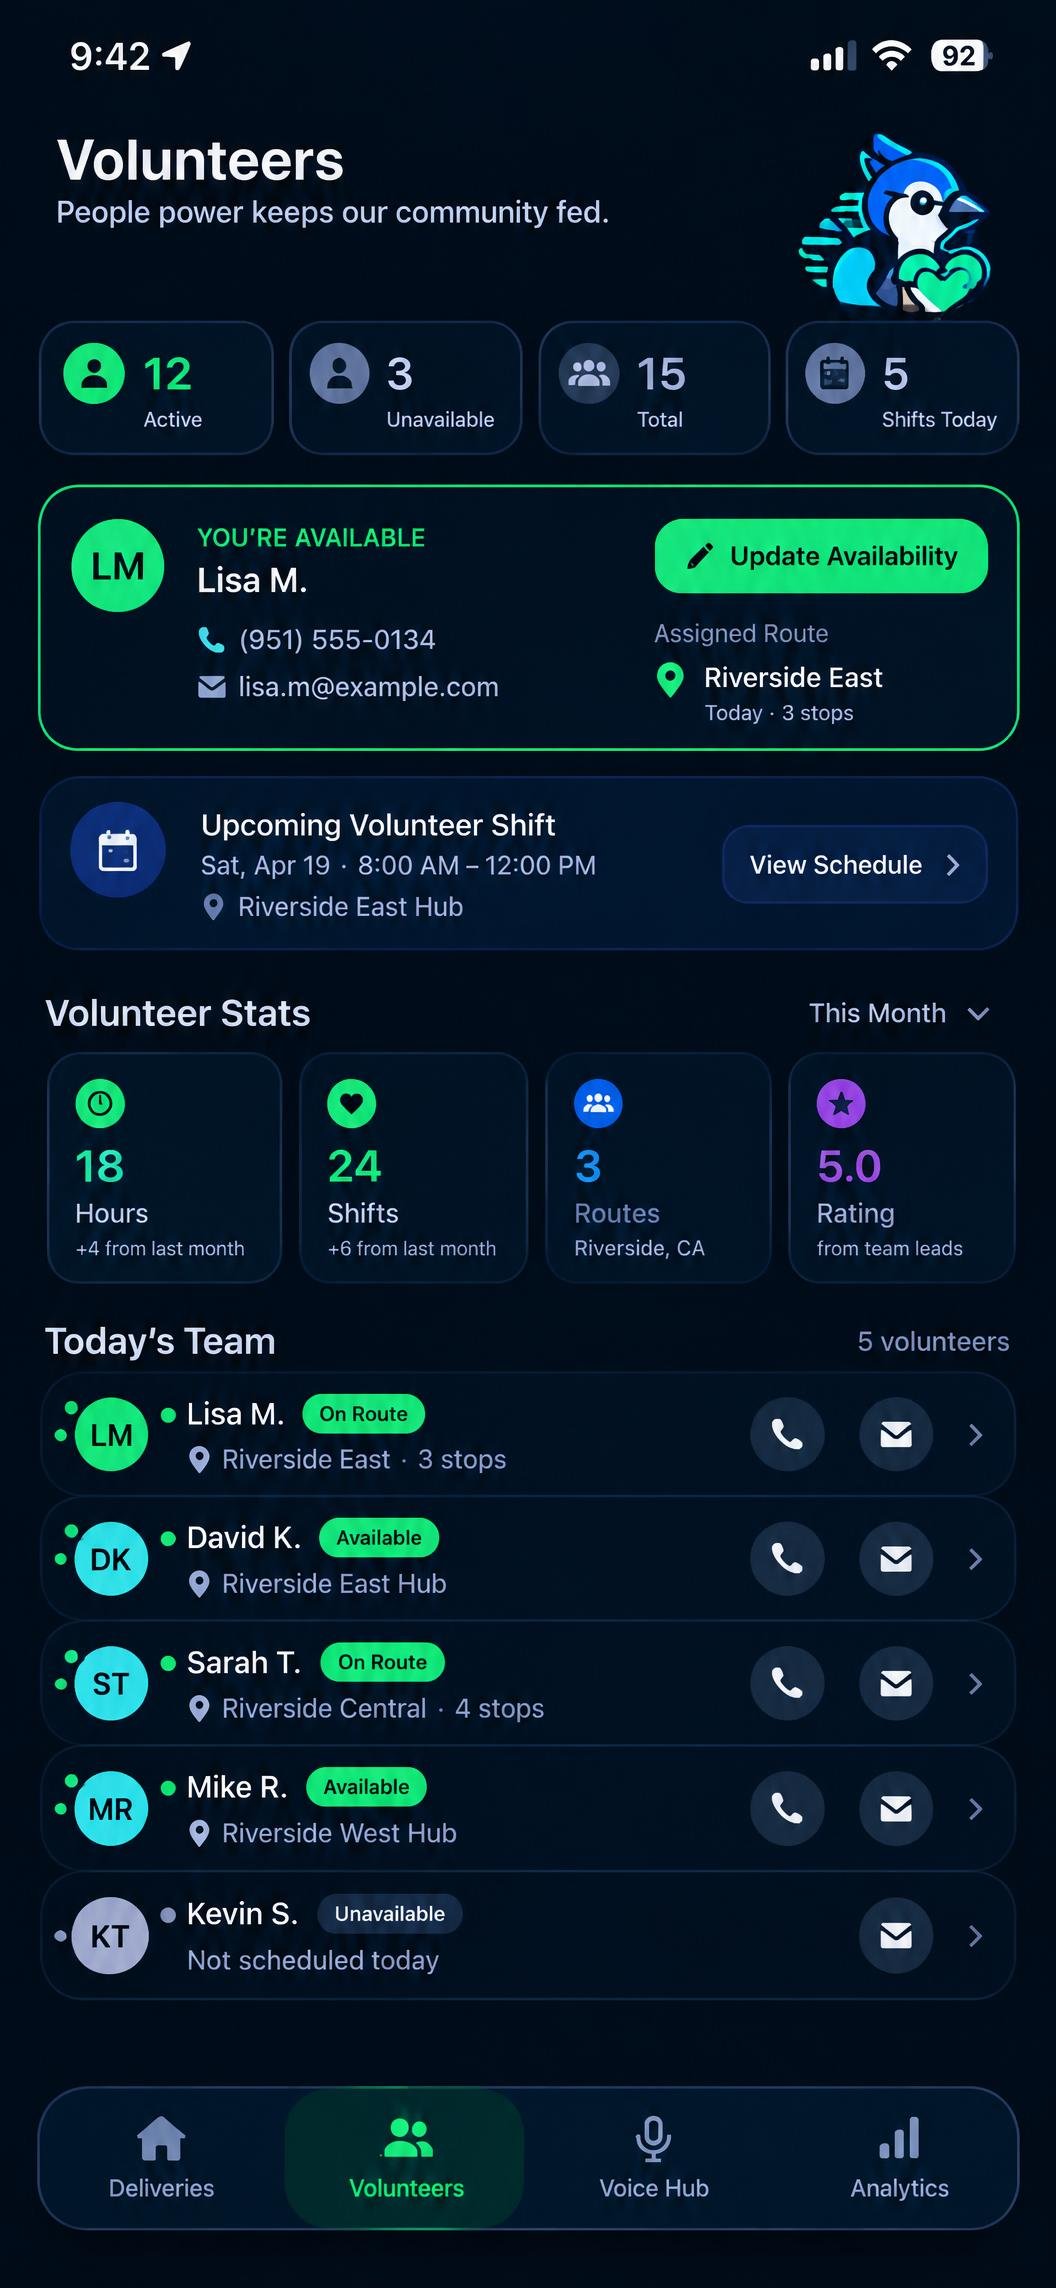 9:42
92
Volunteers
People power keeps our community fed.
12
Active
3
Unavailable
15
Total
5
Shifts Today
LM
YOU'RE AVAILABLE
Lisa M.
(951) 555-0134
lisa.m@example.com
Update Availability
Assigned Route
Riverside East
Today · 3 stops
Upcoming Volunteer Shift
Sat, Apr 19 · 8:00 AM – 12:00 PM
Riverside East Hub
View Schedule
Volunteer Stats
This Month
18
Hours
+4 from last month
24
Shifts
+6 from last month
3
Routes
Riverside, CA
5.0
Rating
from team leads
Today's Team
5 volunteers
LM
Lisa M.
On Route
Riverside East · 3 stops
DK
David K.
Available
Riverside East Hub
ST
Sarah T.
On Route
Riverside Central · 4 stops
MR
Mike R.
Available
Riverside West Hub
KT
Kevin S.
Unavailable
Not scheduled today
Deliveries
Volunteers
Voice Hub
Analytics